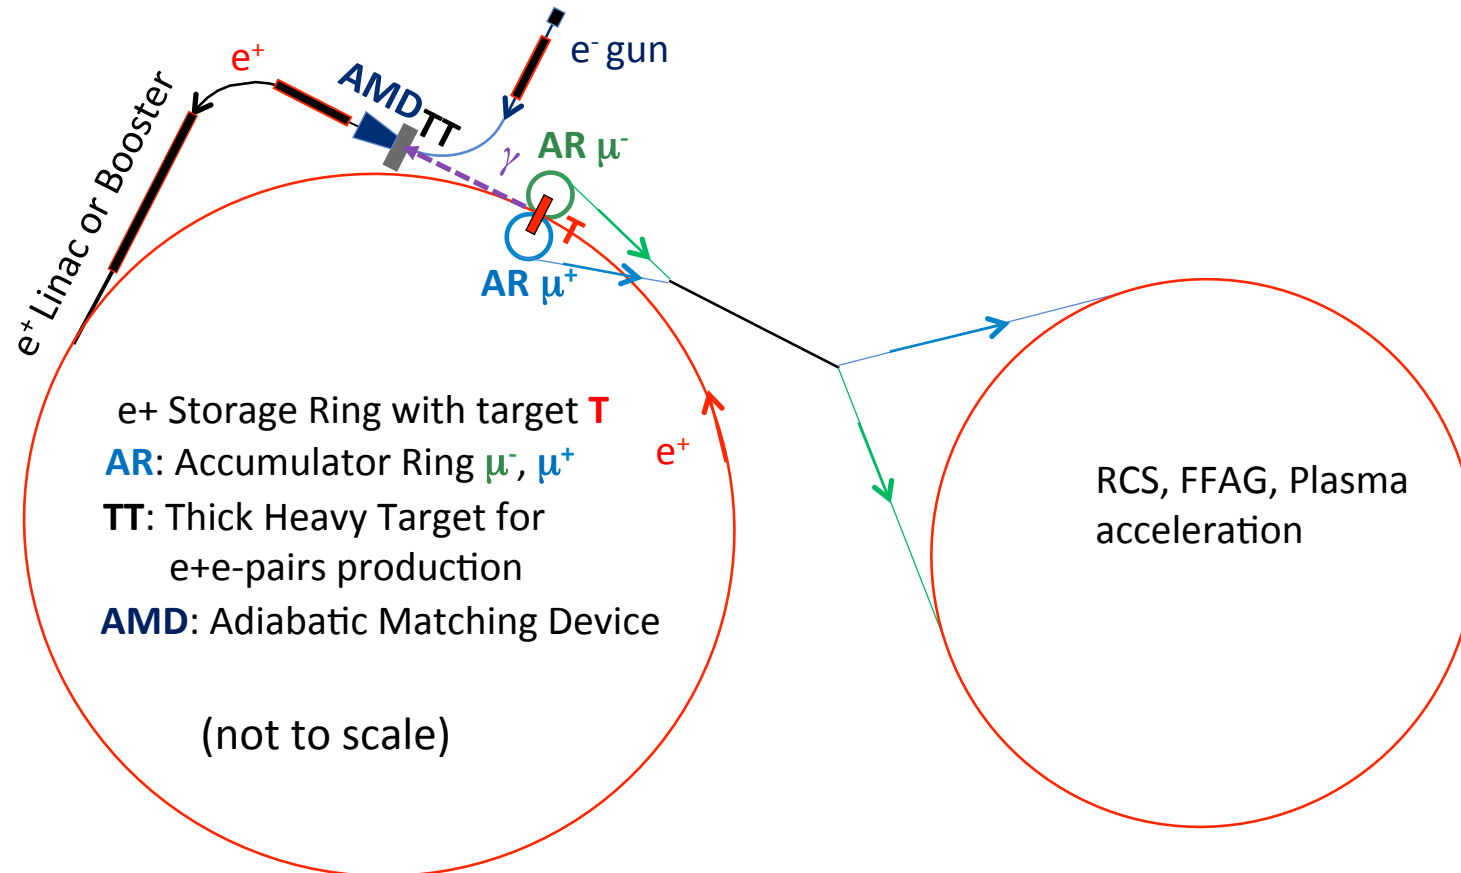 e⁺
AMD
TT
e⁻ gun
γ
AR μ⁻
T
AR μ⁺
e⁺ Linac or Booster
e+ Storage Ring with target T
AR: Accumulator Ring μ⁻, μ⁺
e⁺
TT: Thick Heavy Target for
e+e-pairs production
AMD: Adiabatic Matching Device
(not to scale)
RCS, FFAG, Plasma
acceleration